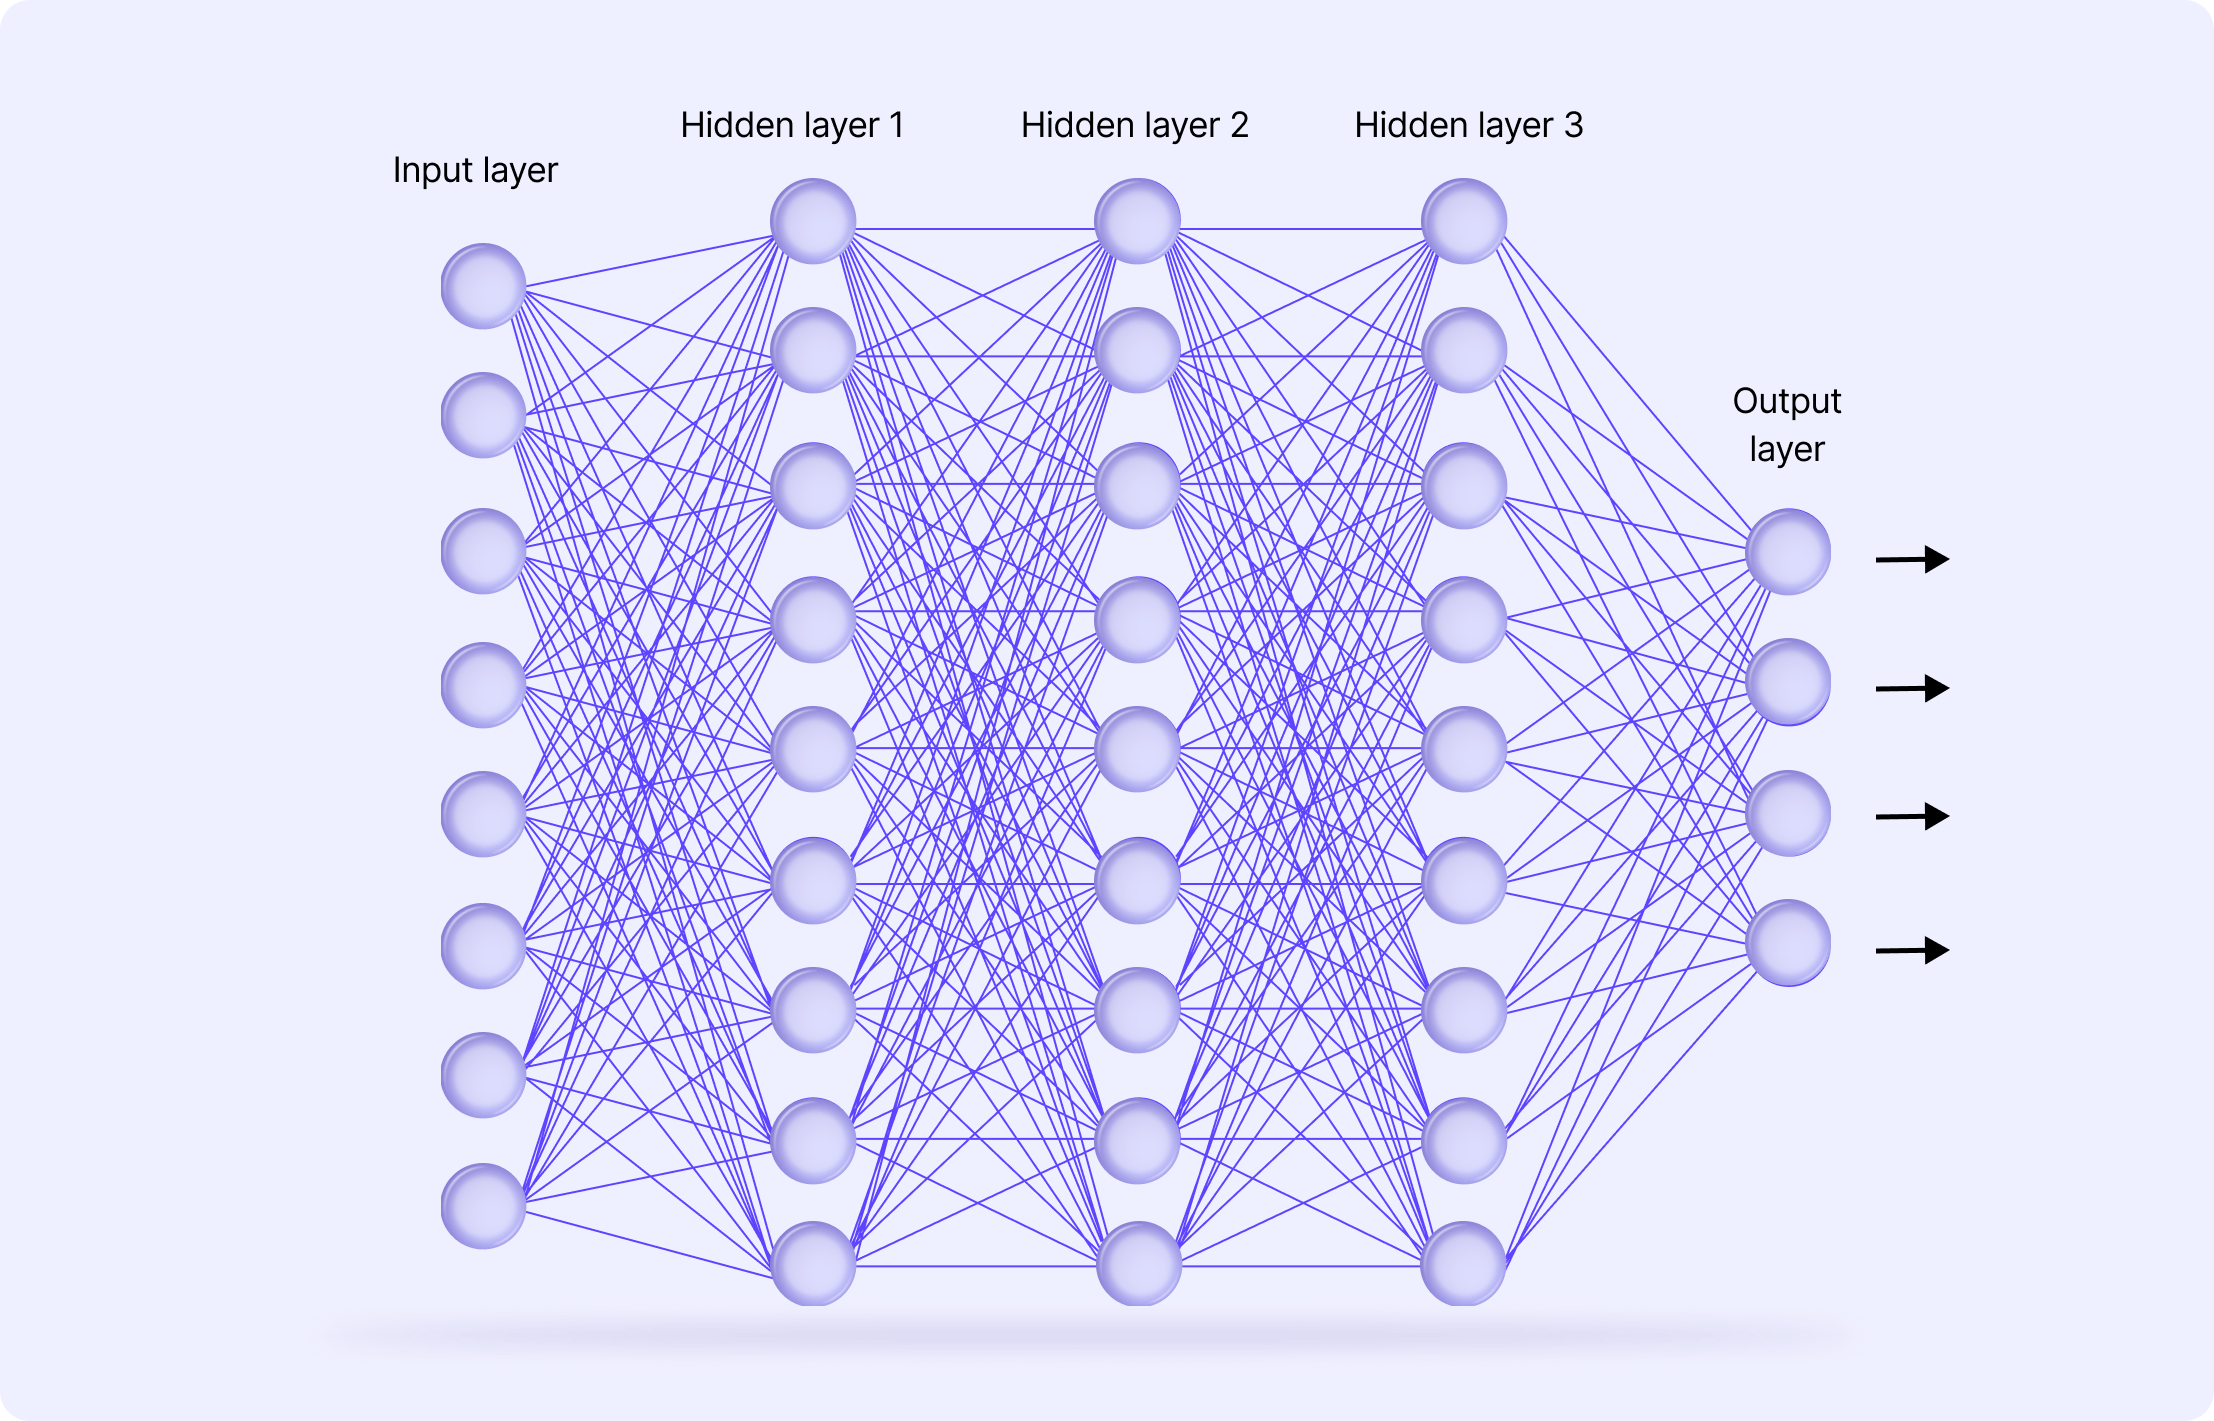 Input layer
Hidden layer 1
Hidden layer 2
Hidden layer 3
Output
layer